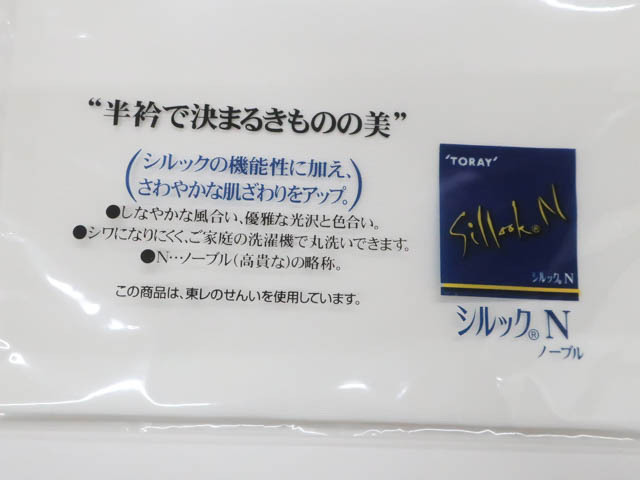 “半衿で決まるきものの美”
(シルックの機能性に加え、
さわやかな肌ざわりをアップ。)
●しなやかな風合い、優雅な光沢と色合い。
●シワになりにくく、ご家庭の洗濯機で丸洗いできます。
●N…ノーブル(高貴な)の略称。
この商品は、東レのせんいを使用しています。
'TORAY'
Sillook® N
シルック® N
シルック® N
ノーブル